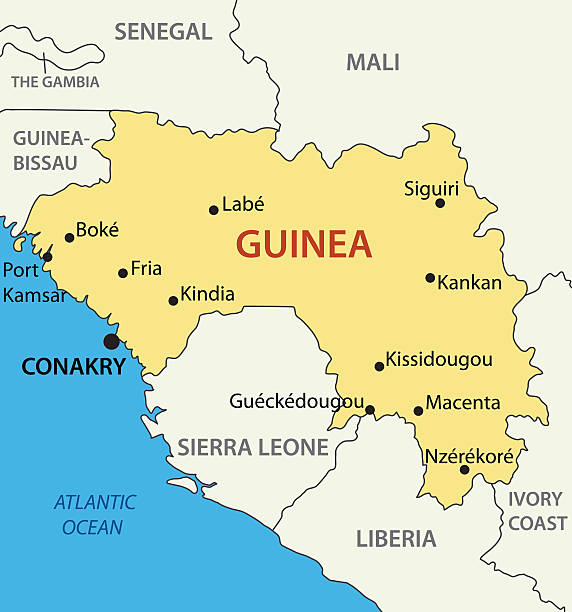 SENEGAL
MALI
THE GAMBIA
GUINEA-
BISSAU
Siguiri
Labé
Boké
GUINEA
Port
Kamsar
Fria
Kankan
Kindia
CONAKRY
Kissidougou
Guéckédougou
Macenta
SIERRA LEONE
Nzérékoré
ATLANTIC
OCEAN
IVORY
COAST
LIBERIA